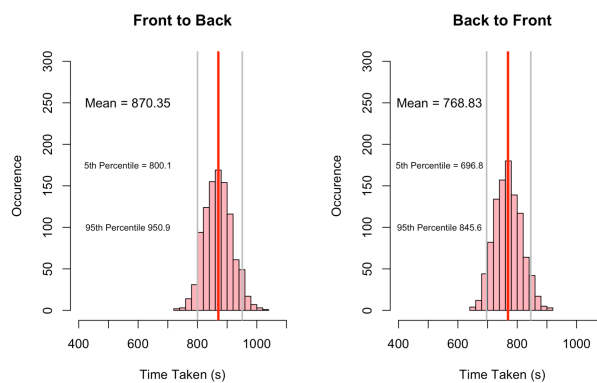 Front to Back
300
250
200
150
100
50
0
Occurence
Mean = 870.35
5th Percentile = 800.1
95th Percentile 950.9
400
600
800
1000
Time Taken (s)
Back to Front
300
250
200
150
100
50
0
Occurence
Mean = 768.83
5th Percentile = 696.8
95th Percentile 845.6
400
600
800
1000
Time Taken (s)